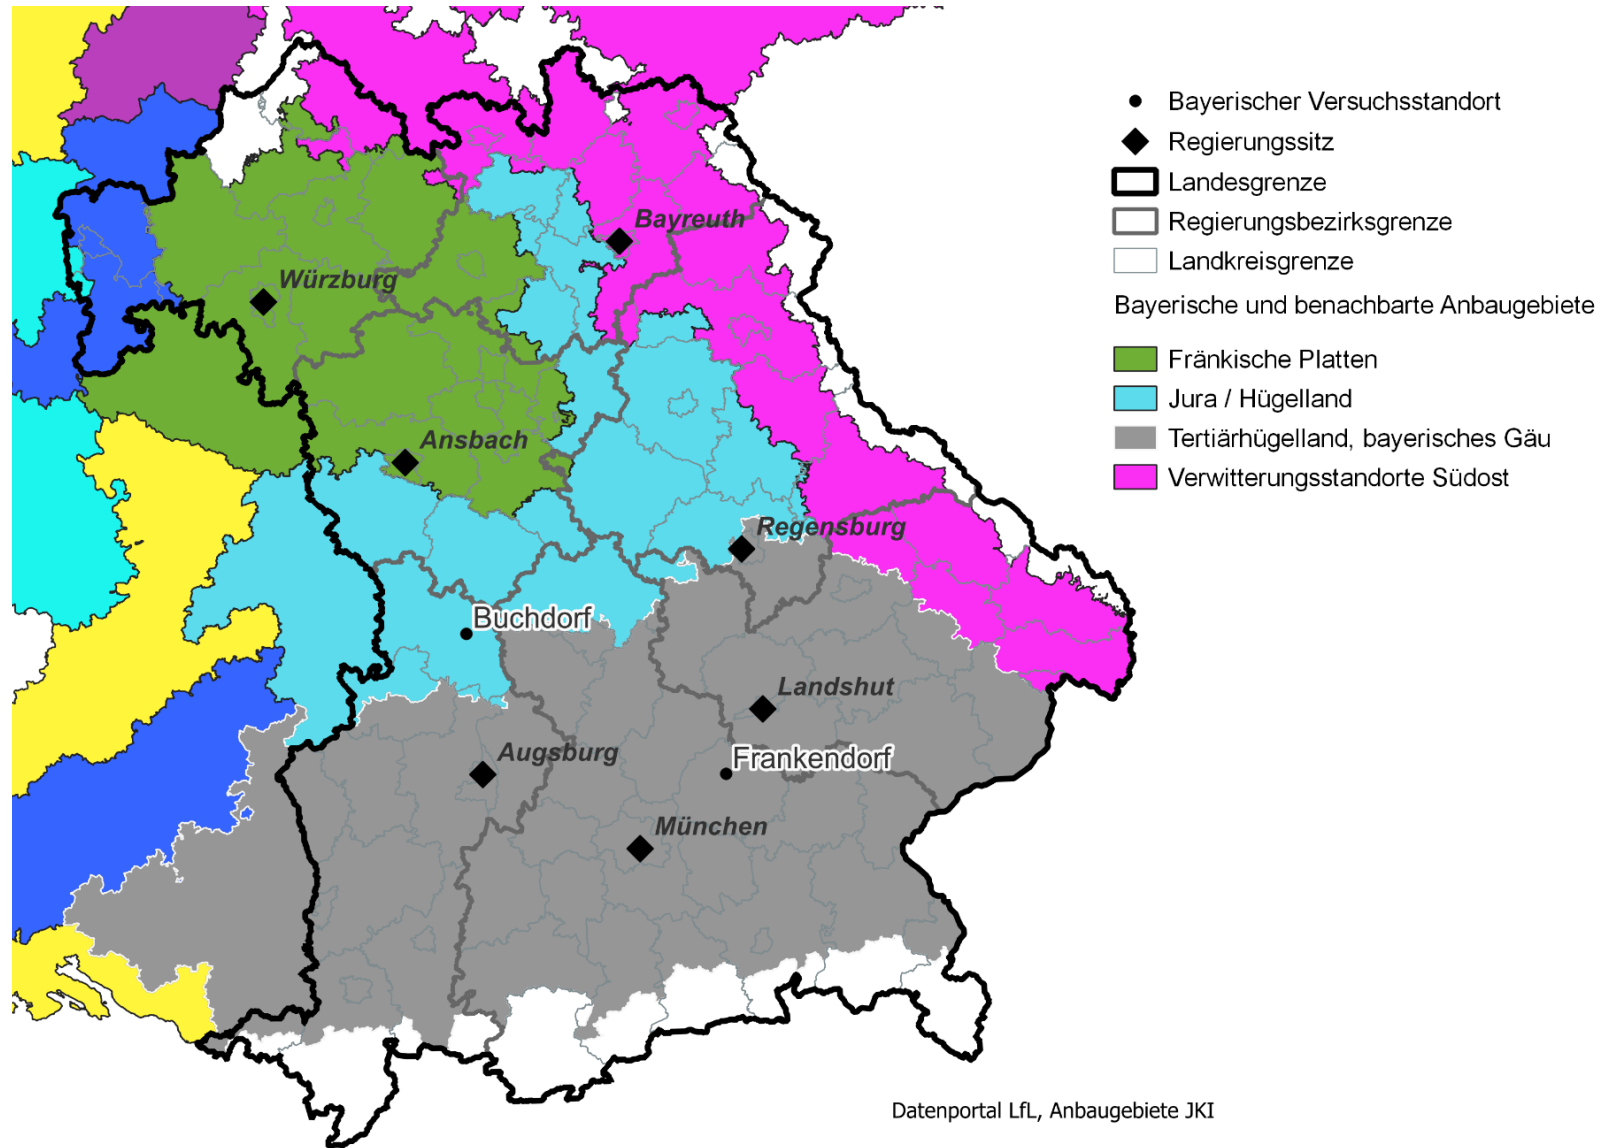 Bayerischer Versuchsstandort
Regierungssitz
Landesgrenze
Regierungsbezirksgrenze
Landkreisgrenze
Bayerische und benachbarte Anbaugebiete
Fränkische Platten
Jura / Hügelland
Tertiärhügelland, bayerisches Gäu
Verwitterungsstandorte Südost
Bayreuth
Würzburg
Ansbach
Regensburg
Buchdorf
Landshut
Augsburg
Frankendorf
München
Datenportal LfL, Anbaugebiete JKI